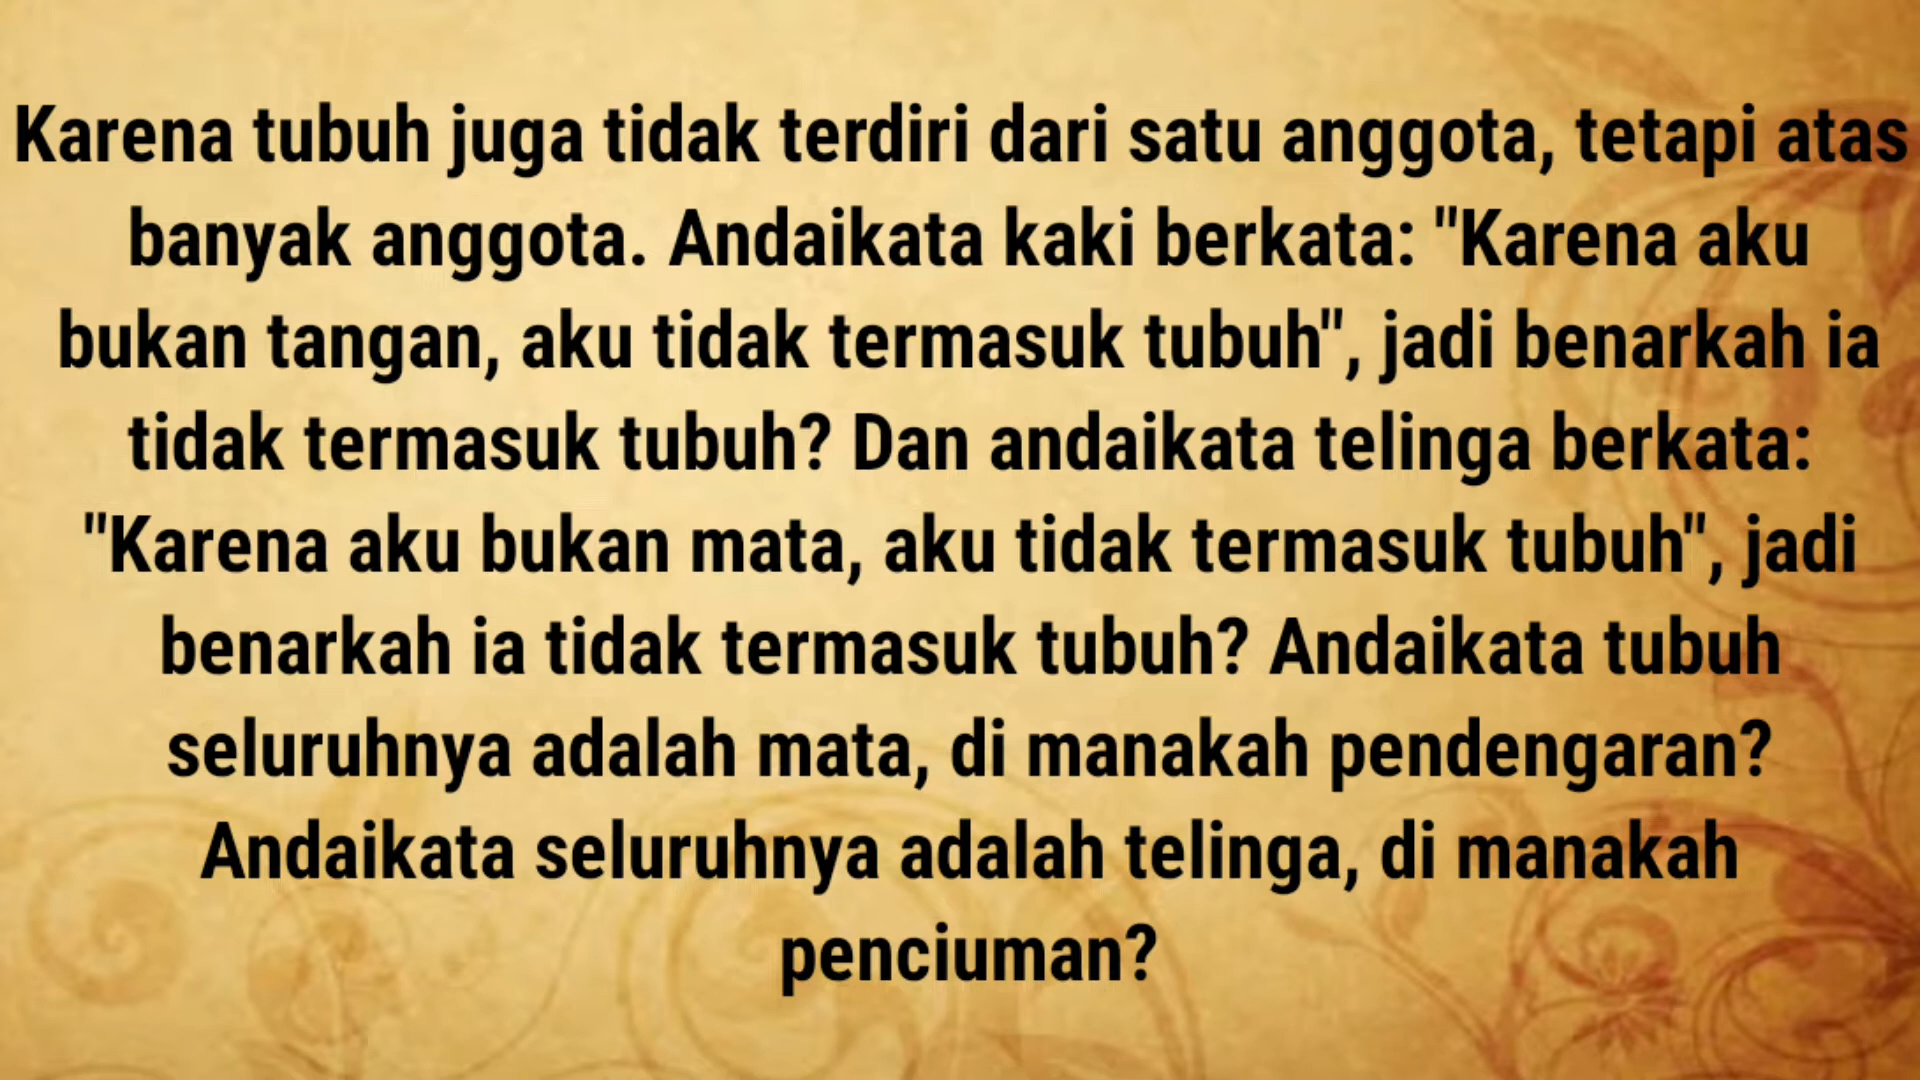 Karena tubuh juga tidak terdiri dari satu anggota, tetapi atas
banyak anggota. Andaikata kaki berkata: "Karena aku
bukan tangan, aku tidak termasuk tubuh", jadi benarkah ia
tidak termasuk tubuh? Dan andaikata telinga berkata:
"Karena aku bukan mata, aku tidak termasuk tubuh", jadi
benarkah ia tidak termasuk tubuh? Andaikata tubuh
seluruhnya adalah mata, di manakah pendengaran?
Andaikata seluruhnya adalah telinga, di manakah
penciuman?